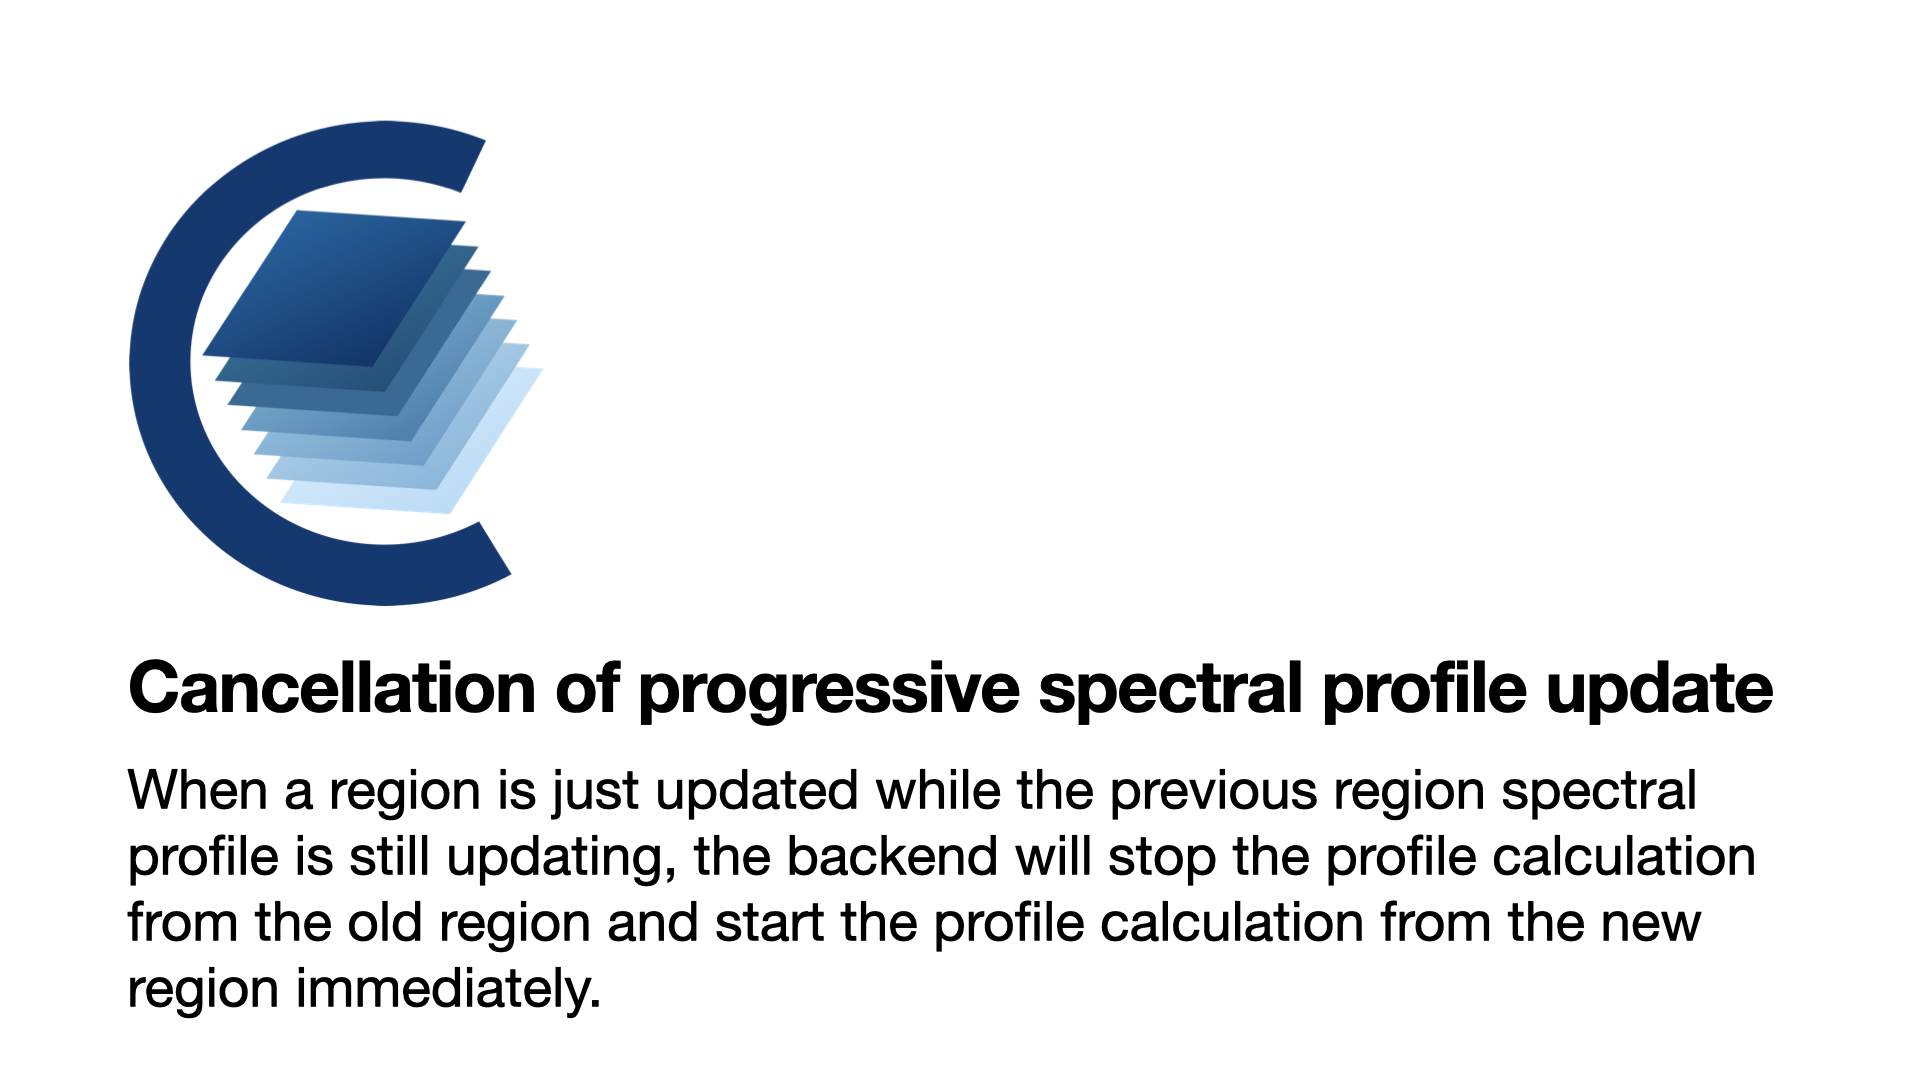 Cancellation of progressive spectral profile update
When a region is just updated while the previous region spectral
profile is still updating, the backend will stop the profile calculation
from the old region and start the profile calculation from the new
region immediately.